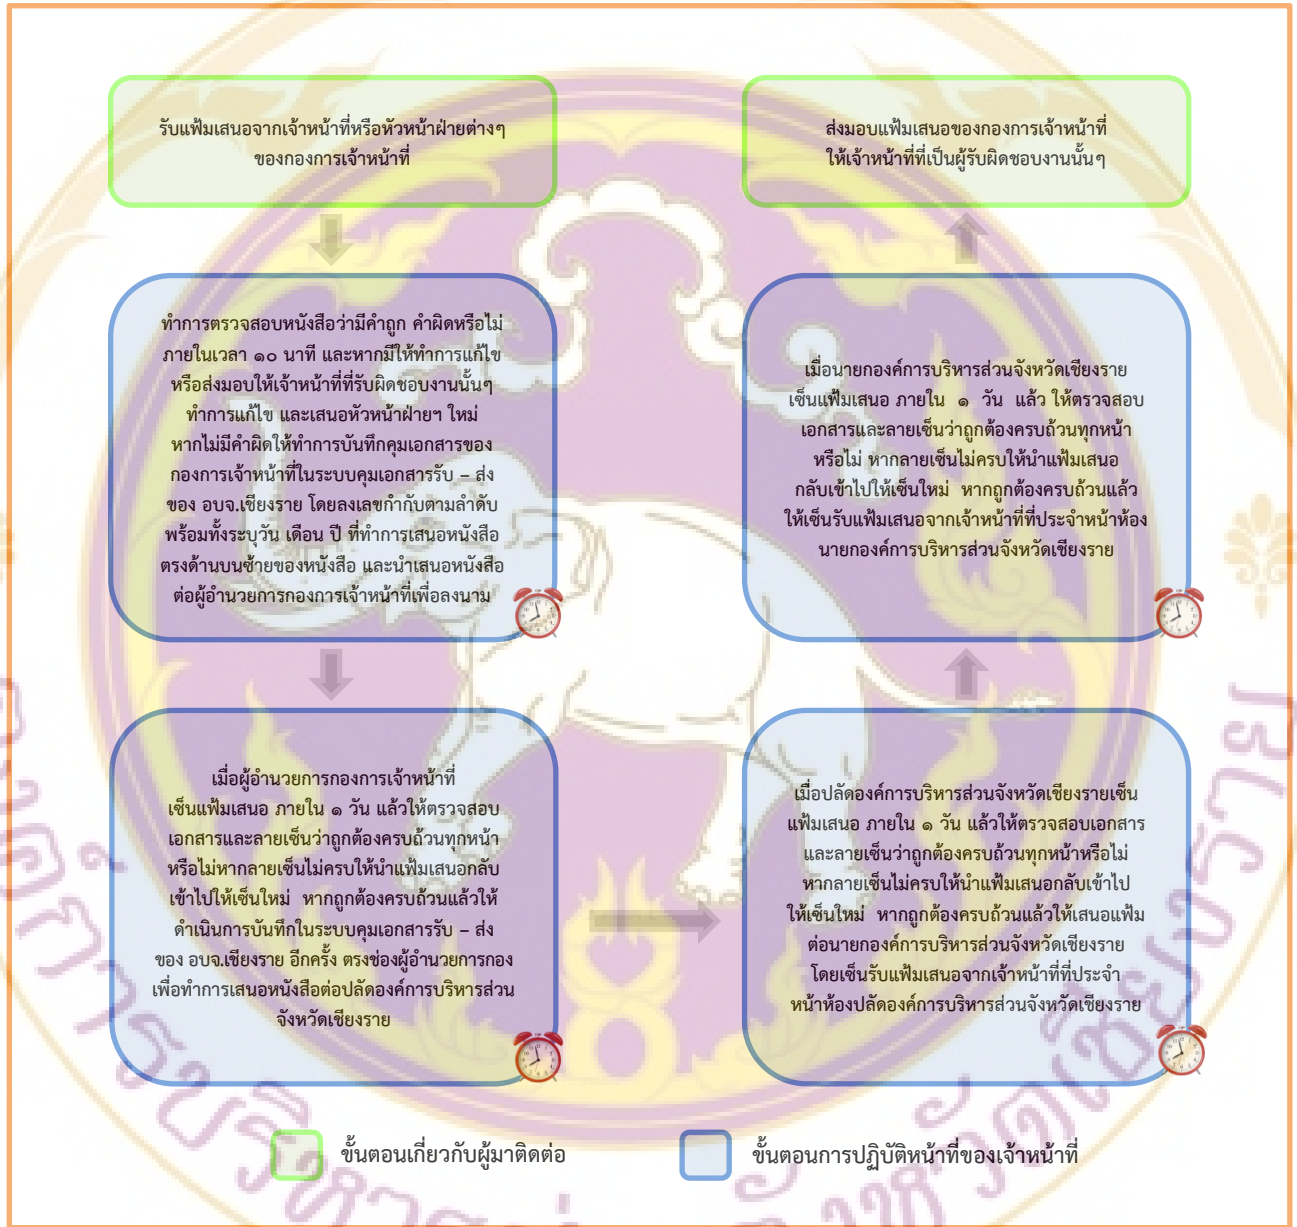 รับแฟ้มเสนอจากเจ้าหน้าที่หรือหัวหน้าฝ่ายต่างๆ
ของกองการเจ้าหน้าที่
ทำการตรวจสอบหนังสือว่ามีคำถูก คำผิดหรือไม่
ภายในเวลา ๑๐ นาที และหากมีให้ทำการแก้ไข
หรือส่งมอบให้เจ้าหน้าที่ที่รับผิดชอบงานนั้นๆ
ทำการแก้ไข และเสนอหัวหน้าฝ่ายฯ ใหม่
หากไม่มีคำผิดให้ทำการบันทึกคุมเอกสารของ
กองการเจ้าหน้าที่ในระบบคุมเอกสารรับ – ส่ง
ของ อบจ.เชียงราย โดยลงเลขกำกับตามลำดับ
พร้อมทั้งระบุวัน เดือน ปี ที่ทำการเสนอหนังสือ
ตรงด้านบนซ้ายของหนังสือ และนำเสนอหนังสือ
ต่อผู้อำนวยการกองการเจ้าหน้าที่เพื่อลงนาม
เมื่อผู้อำนวยการกองการเจ้าหน้าที่
เซ็นแฟ้มเสนอ ภายใน ๑ วัน แล้วให้ตรวจสอบ
เอกสารและลายเซ็นว่าถูกต้องครบถ้วนทุกหน้า
หรือไม่หากลายเซ็นไม่ครบให้นำแฟ้มเสนอกลับ
เข้าไปให้เซ็นใหม่ หากถูกต้องครบถ้วนแล้วให้
ดำเนินการบันทึกในระบบคุมเอกสารรับ – ส่ง
ของ อบจ.เชียงราย อีกครั้ง ตรงช่องผู้อำนวยการกอง
เพื่อทำการเสนอหนังสือต่อปลัดองค์การบริหารส่วน
จังหวัดเชียงราย
เมื่อปลัดองค์การบริหารส่วนจังหวัดเชียงรายเซ็น
แฟ้มเสนอ ภายใน ๑ วัน แล้วให้ตรวจสอบเอกสาร
และลายเซ็นว่าถูกต้องครบถ้วนทุกหน้าหรือไม่
หากลายเซ็นไม่ครบให้นำแฟ้มเสนอกลับเข้าไป
ให้เซ็นใหม่ หากถูกต้องครบถ้วนแล้วให้เสนอแฟ้ม
ต่อนายกองค์การบริหารส่วนจังหวัดเชียงราย
โดยเซ็นรับแฟ้มเสนอจากเจ้าหน้าที่ที่ประจำ
หน้าห้องปลัดองค์การบริหารส่วนจังหวัดเชียงราย
เมื่อนายกองค์การบริหารส่วนจังหวัดเชียงราย
เซ็นแฟ้มเสนอ ภายใน ๑ วัน แล้ว ให้ตรวจสอบ
เอกสารและลายเซ็นว่าถูกต้องครบถ้วนทุกหน้า
หรือไม่ หากลายเซ็นไม่ครบให้นำแฟ้มเสนอ
กลับเข้าไปให้เซ็นใหม่ หากถูกต้องครบถ้วนแล้ว
ให้เซ็นรับแฟ้มเสนอจากเจ้าหน้าที่ที่ประจำหน้าห้อง
นายกองค์การบริหารส่วนจังหวัดเชียงราย
ส่งมอบแฟ้มเสนอของกองการเจ้าหน้าที่
ให้เจ้าหน้าที่ที่เป็นผู้รับผิดชอบงานนั้นๆ
ขั้นตอนเกี่ยวกับผู้มาติดต่อ
ขั้นตอนการปฏิบัติหน้าที่ของเจ้าหน้าที่